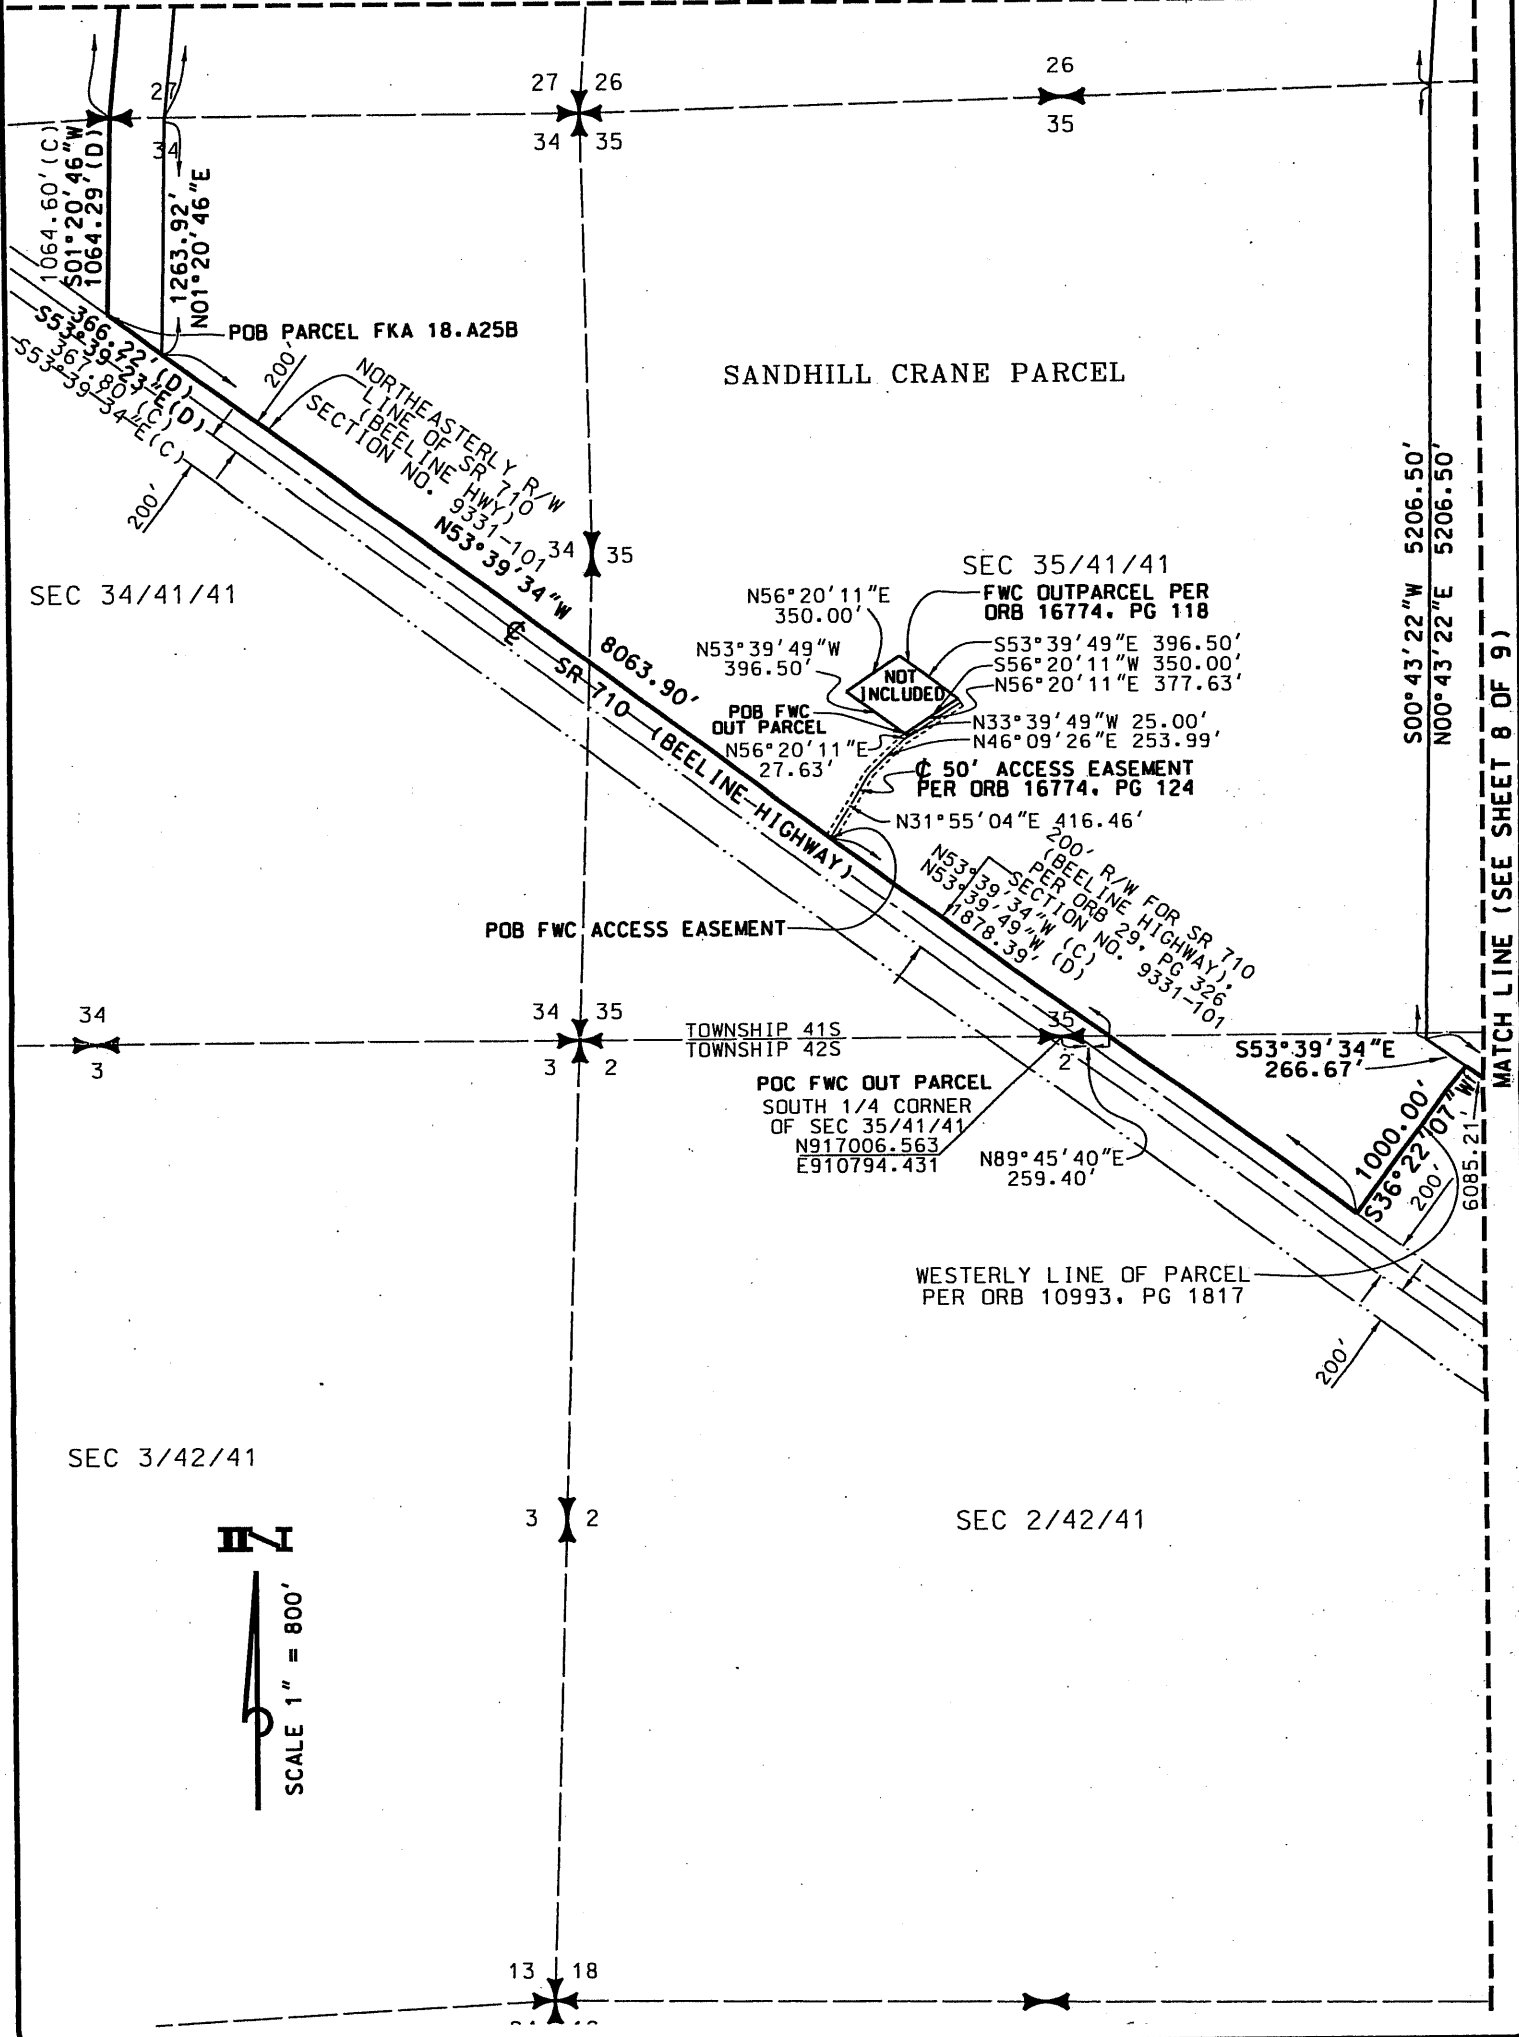 26
27
27 26
34
34 35
35
1064.60'(C)
S01°20'46"W
1064.29'(D)
1263.92'
N01°20'46"E
POB PARCEL FKA 18.A25B
366.22'(D)
S53°39'23"E(D)
367.80'(C)
S53°39'34"E(C)
200'
200'
NORTHEASTERLY R/W
LINE OF SR 710
(BEELINE HWY)
SECTION NO. 9331-101
N53°39'34"W 8063.90'
SANDHILL CRANE PARCEL
34 35
SEC 34/41/41
SEC 35/41/41
FWC OUTPARCEL PER
ORB 16774, PG 118
N56°20'11"E
350.00'
N53°39'49"W
396.50'
S53°39'49"E 396.50'
S56°20'11"W 350.00'
N56°20'11"E 377.63'
NOT
INCLUDED
POB FWC
OUT PARCEL
N56°20'11"E
27.63'
N33°39'49"W 25.00'
N46°09'26"E 253.99'
℄ 50' ACCESS EASEMENT
PER ORB 16774, PG 124
N31°55'04"E 416.46'
℄ SR 710 (BEELINE HIGHWAY)
200' R/W FOR SR 710
(BEELINE HIGHWAY),
PER ORB 29, PG 326
SECTION NO. 9331-101
N53°39'34"W (C)
N53°39'49"W (D)
1878.39'
POB FWC ACCESS EASEMENT
S00°43'22"W 5206.50'
N00°43'22"E 5206.50'
MATCH LINE (SEE SHEET 8 OF 9)
34
3
34 35
3 2
TOWNSHIP 41S
TOWNSHIP 42S
35
2
S53°39'34"E
266.67'
POC FWC OUT PARCEL
SOUTH 1/4 CORNER
OF SEC 35/41/41
N917006.563
E910794.431
N89°45'40"E
259.40'
1000.00'
S36°22'07"W
200'
6085.21'
WESTERLY LINE OF PARCEL
PER ORB 10993, PG 1817
200'
SEC 3/42/41
3 2
SEC 2/42/41
N
SCALE 1" = 800'
13 18